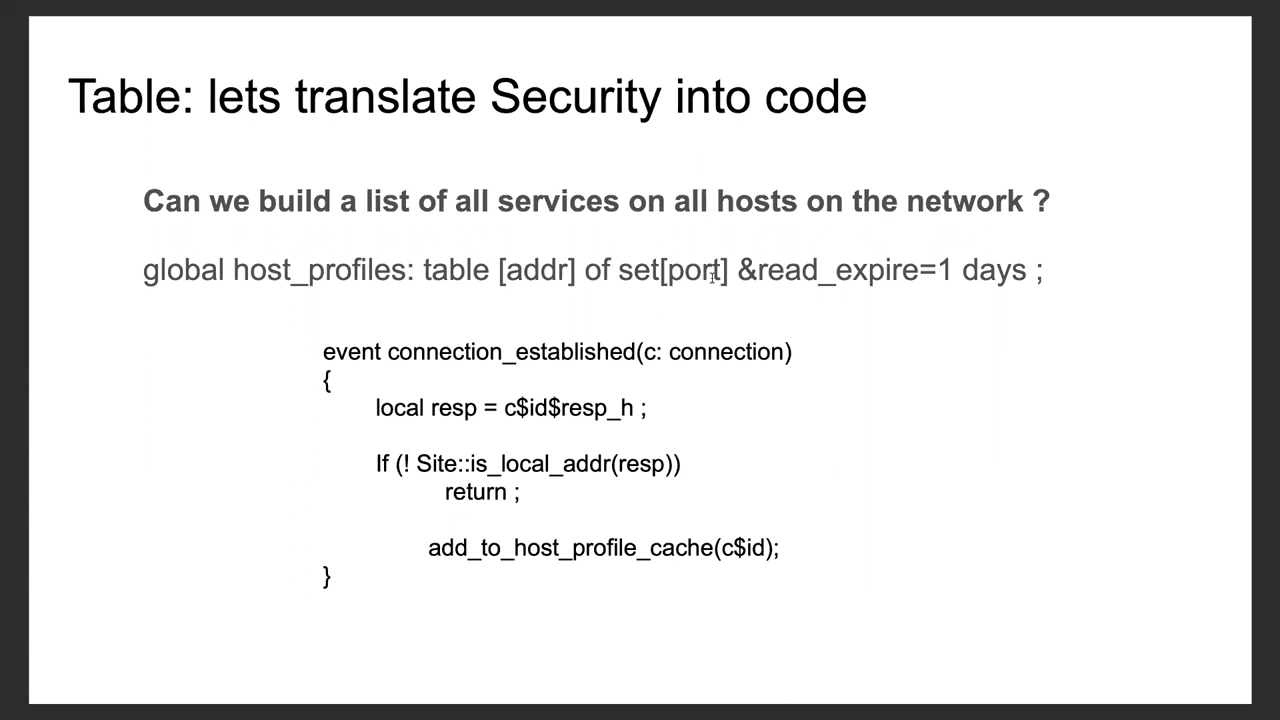 Table: lets translate Security into code
Can we build a list of all services on all hosts on the network ?
global host_profiles: table [addr] of set[port] &read_expire=1 days ;
event connection_established(c: connection)
{
local resp = c$id$resp_h ;
If (! Site::is_local_addr(resp))
return ;
add_to_host_profile_cache(c$id);
}